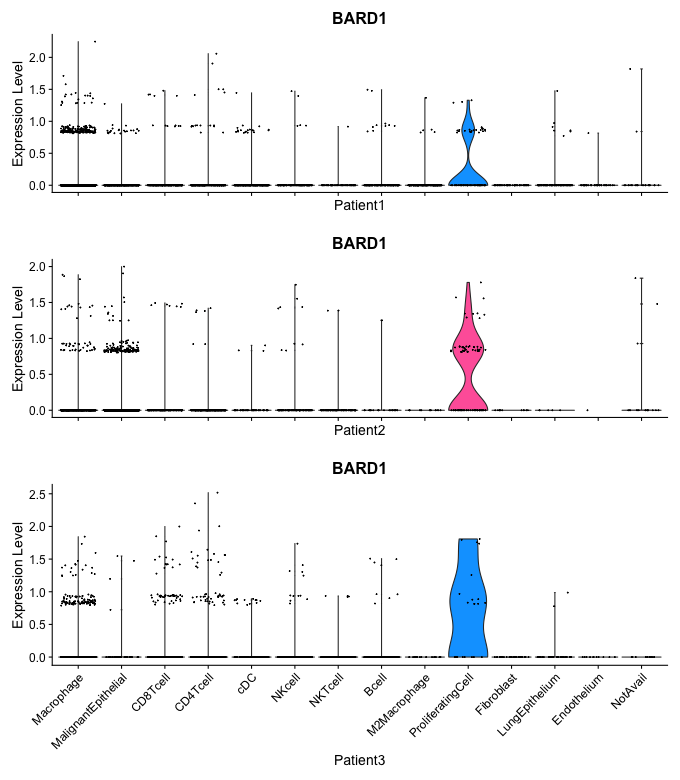 BARD1
Expression Level
2.0
1.5
1.0
0.5
0.0
Patient1
BARD1
Expression Level
2.0
1.5
1.0
0.5
0.0
Patient2
BARD1
Expression Level
2.5
2.0
1.5
1.0
0.5
0.0
Macrophage
MalignantEpithelial
CD8Tcell
CD4Tcell
cDC
NKcell
NKTcell
Bcell
M2Macrophage
ProliferatingCell
Fibroblast
LungEpithelium
Endothelium
NotAvail
Patient3